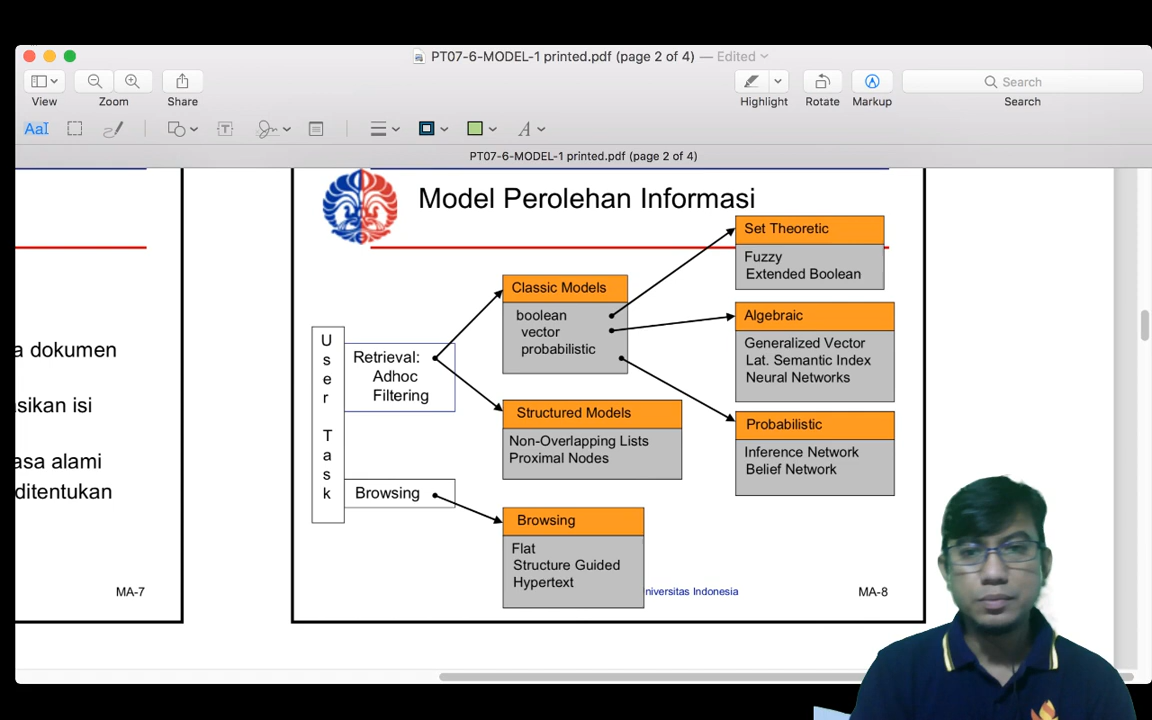 PT07-6-MODEL-1 printed.pdf (page 2 of 4) — Edited
View
Zoom
Share
Highlight
Rotate
Markup
Search
Search
AaI
T
A
PT07-6-MODEL-1 printed.pdf (page 2 of 4)
a dokumen
sikan isi
asa alami
ditentukan
MA-7
Model Perolehan Informasi
User Task
Retrieval:
Adhoc
Filtering
Browsing
Classic Models
boolean
vector
probabilistic
Structured Models
Non-Overlapping Lists
Proximal Nodes
Browsing
Flat
Structure Guided
Hypertext
Set Theoretic
Fuzzy
Extended Boolean
Algebraic
Generalized Vector
Lat. Semantic Index
Neural Networks
Probabilistic
Inference Network
Belief Network
niversitas Indonesia
MA-8